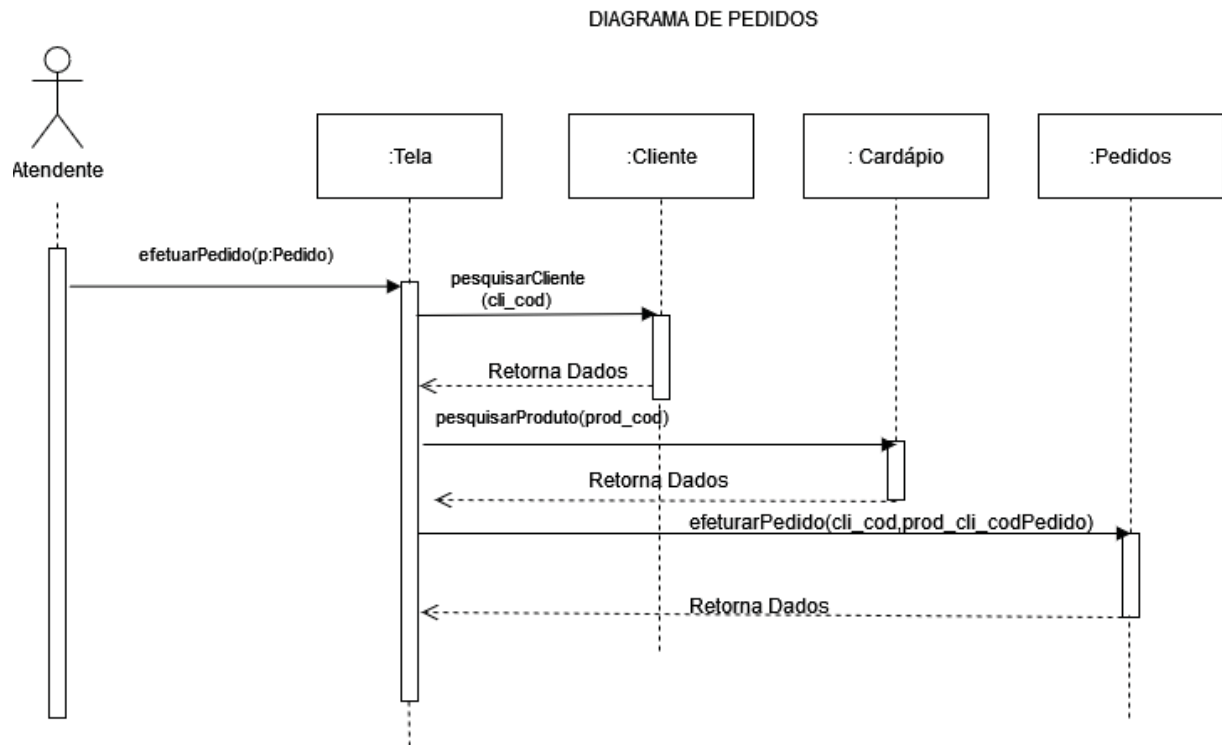 DIAGRAMA DE PEDIDOS
Atendente
:Tela
:Cliente
: Cardápio
:Pedidos
efetuarPedido(p:Pedido)
pesquisarCliente
(cli_cod)
Retorna Dados
pesquisarProduto(prod_cod)
Retorna Dados
efeturarPedido(cli_cod,prod_cli_codPedido)
Retorna Dados